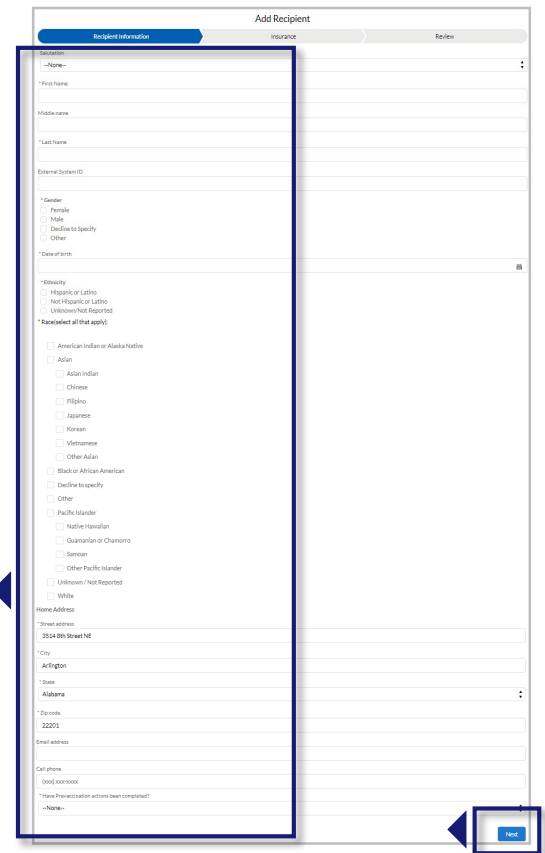 Add Recipient
Recipient Information
Insurance
Review
Salutation
--None--
* First Name
Middle name
* Last Name
External System ID
* Gender
Female
Male
Decline to Specify
Other
* Date of birth
* Ethnicity
Hispanic or Latino
Not Hispanic or Latino
Unknown/Not Reported
* Race(select all that apply):
American Indian or Alaska Native
Asian
Asian Indian
Chinese
Filipino
Japanese
Korean
Vietnamese
Other Asian
Black or African American
Decline to specify
Other
Pacific Islander
Native Hawaiian
Guamanian or Chamorro
Samoan
Other Pacific Islander
Unknown / Not Reported
White
Home Address
* Street address
3514 8th Street NE
* City
Arlington
* State
Alabama
* Zip code
22201
Email address
Cell phone
(xxx) xxx-xxxx
* Have Prevaccination actions been completed?
--None--
Next